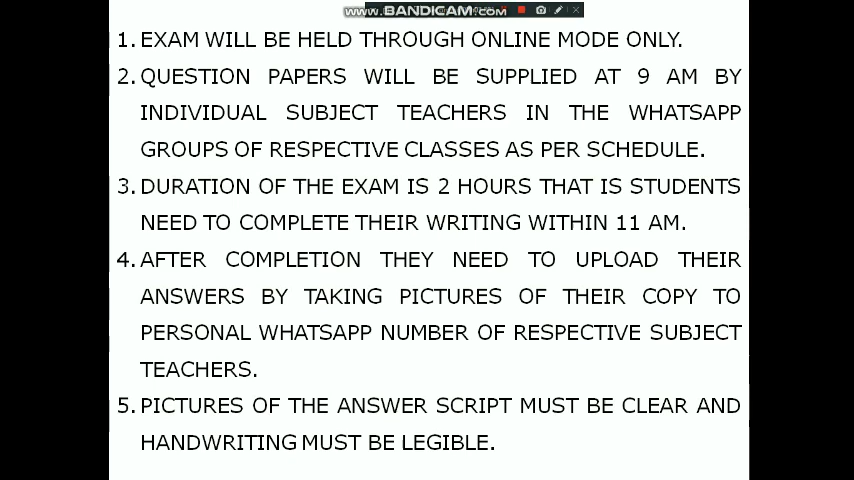 www.BANDICAM.com
1. EXAM WILL BE HELD THROUGH ONLINE MODE ONLY.
2. QUESTION PAPERS WILL BE SUPPLIED AT 9 AM BY
INDIVIDUAL SUBJECT TEACHERS IN THE WHATSAPP
GROUPS OF RESPECTIVE CLASSES AS PER SCHEDULE.
3. DURATION OF THE EXAM IS 2 HOURS THAT IS STUDENTS
NEED TO COMPLETE THEIR WRITING WITHIN 11 AM.
4. AFTER COMPLETION THEY NEED TO UPLOAD THEIR
ANSWERS BY TAKING PICTURES OF THEIR COPY TO
PERSONAL WHATSAPP NUMBER OF RESPECTIVE SUBJECT
TEACHERS.
5. PICTURES OF THE ANSWER SCRIPT MUST BE CLEAR AND
HANDWRITING MUST BE LEGIBLE.